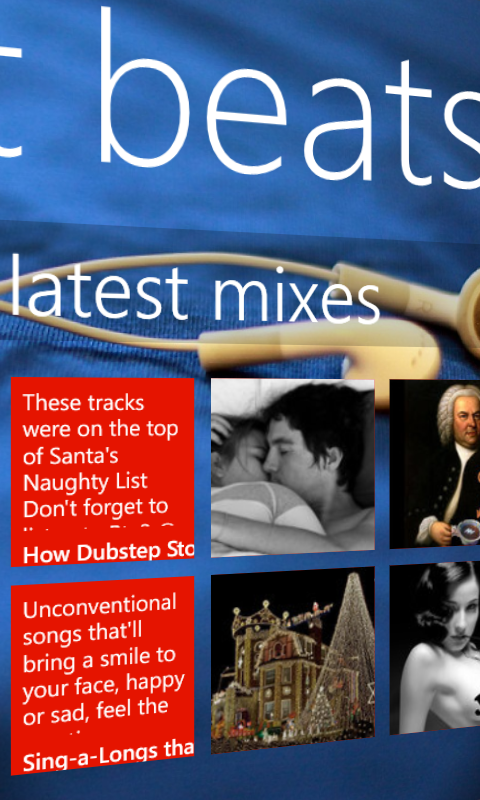 t beats
latest mixes
These tracks
were on the top
of Santa's
Naughty List
Don't forget to
How Dubstep Sto
Unconventional
songs that'll
bring a smile to
your face, happy
or sad, feel the
Sing-a-Longs tha